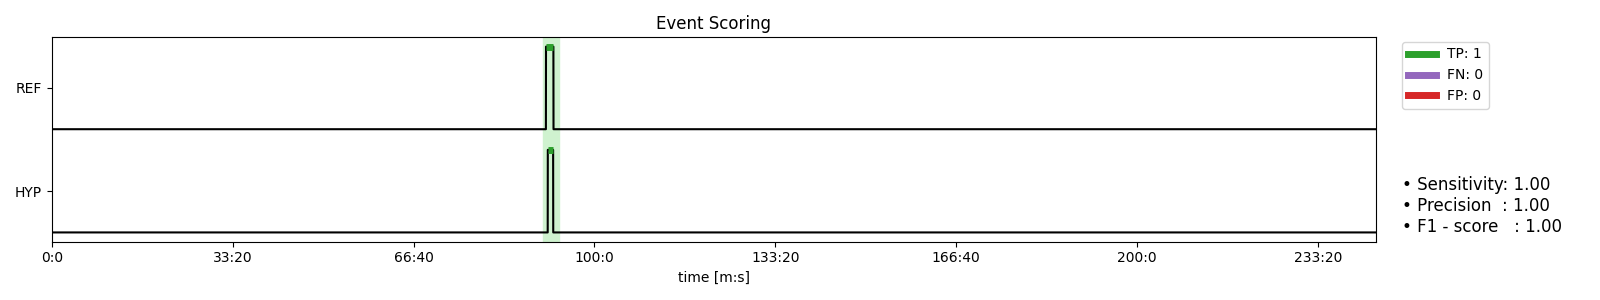 Event Scoring
REF
HYP
0:0 33:20 66:40 100:0 133:20 166:40 200:0 233:20
time [m:s]
TP: 1
FN: 0
FP: 0
• Sensitivity: 1.00
• Precision : 1.00
• F1 - score : 1.00